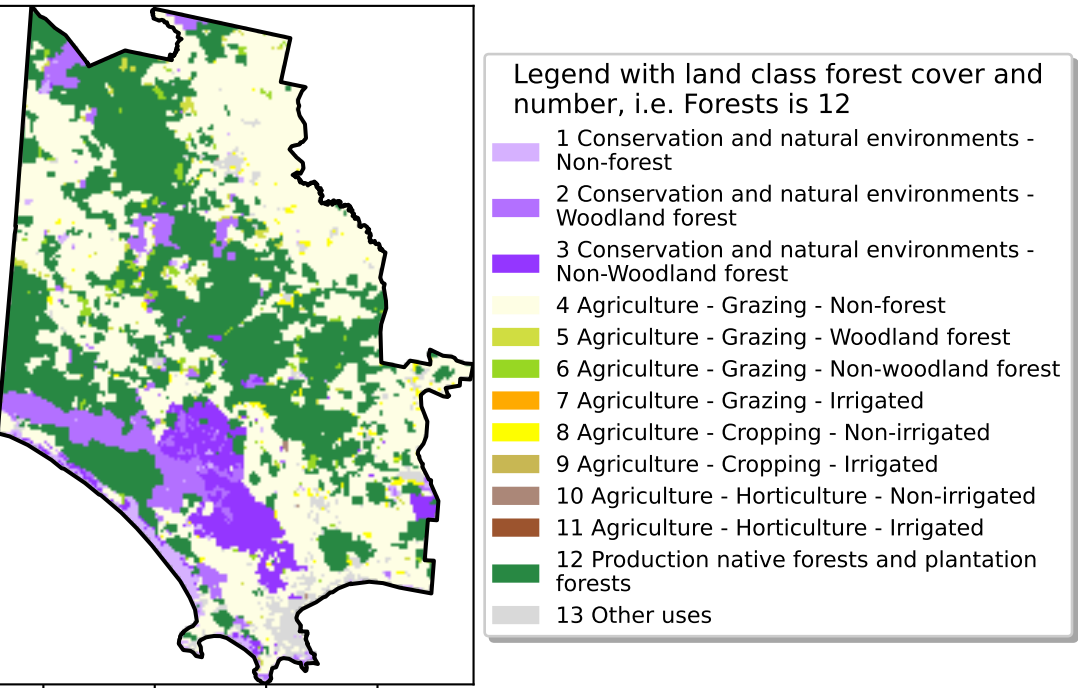 Legend with land class forest cover and
number, i.e. Forests is 12
1 Conservation and natural environments -
Non-forest
2 Conservation and natural environments -
Woodland forest
3 Conservation and natural environments -
Non-Woodland forest
4 Agriculture - Grazing - Non-forest
5 Agriculture - Grazing - Woodland forest
6 Agriculture - Grazing - Non-woodland forest
7 Agriculture - Grazing - Irrigated
8 Agriculture - Cropping - Non-irrigated
9 Agriculture - Cropping - Irrigated
10 Agriculture - Horticulture - Non-irrigated
11 Agriculture - Horticulture - Irrigated
12 Production native forests and plantation
forests
13 Other uses